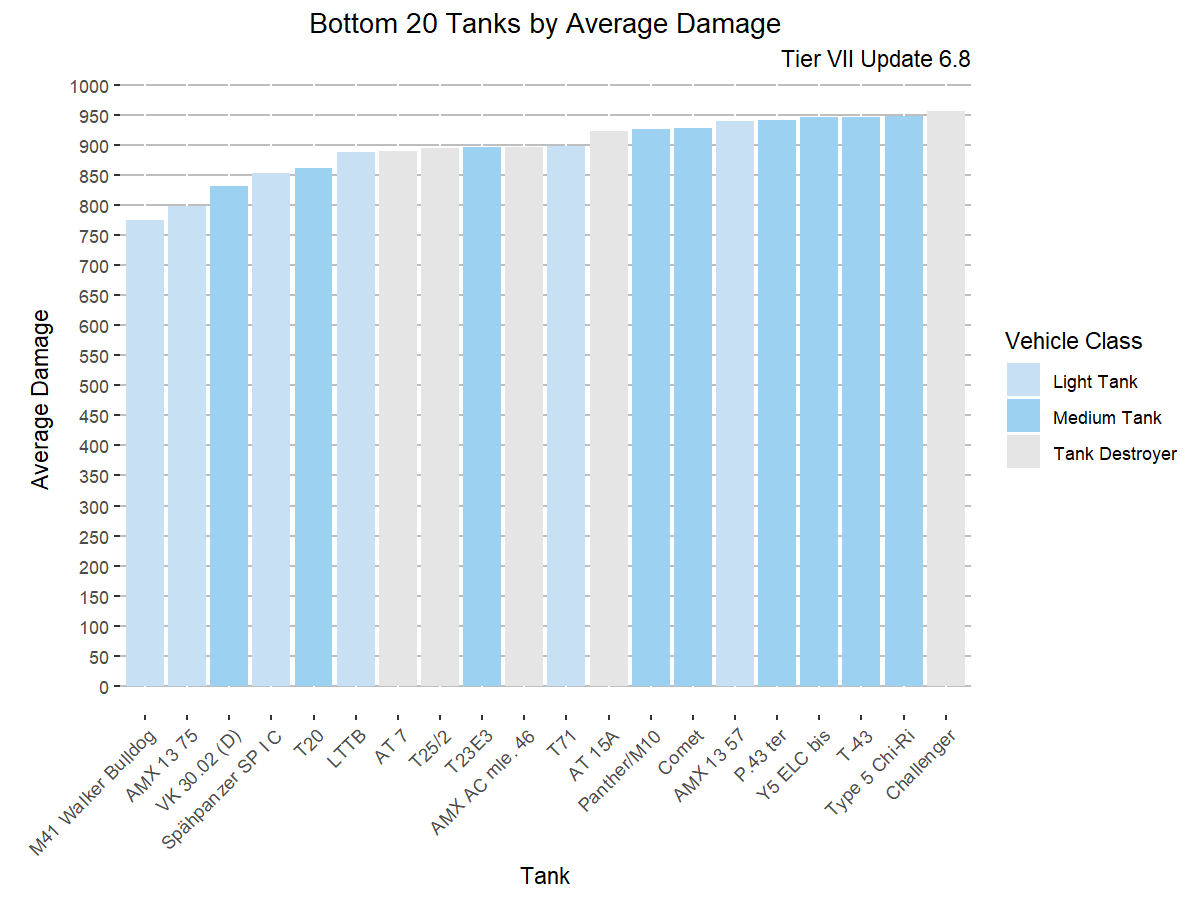 Bottom 20 Tanks by Average Damage
Tier VII Update 6.8
1000
950
900
850
800
750
700
650
600
550
500
450
400
350
300
250
200
150
100
50
0
Average Damage
M41 Walker Bulldog
AMX 13 75
VK 30.02 (D)
Spähpanzer SP I C
T20
LTTB
AT 7
T25/2
T23E3
AMX AC mle. 46
T71
AT 15A
Panther/M10
Comet
AMX 13 57
P.43 ter
Y5 ELC bis
T-43
Type 5 Chi-Ri
Challenger
Tank
Vehicle Class
Light Tank
Medium Tank
Tank Destroyer